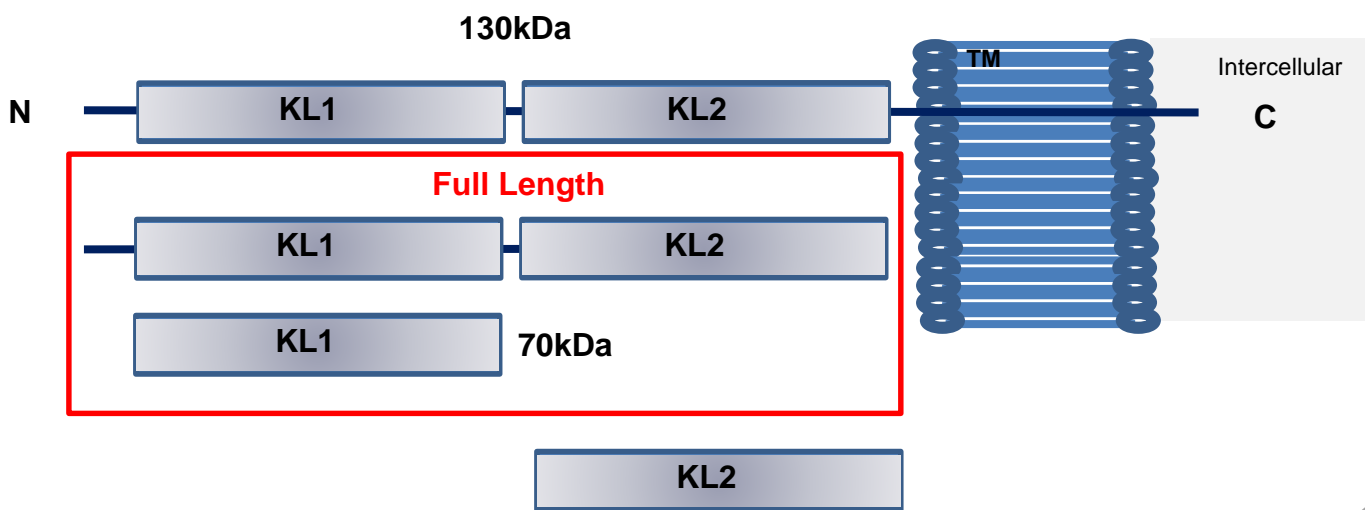 130kDa
TM
Intercellular
N
KL1
KL2
C
Full Length
KL1
KL2
KL1
70kDa
KL2